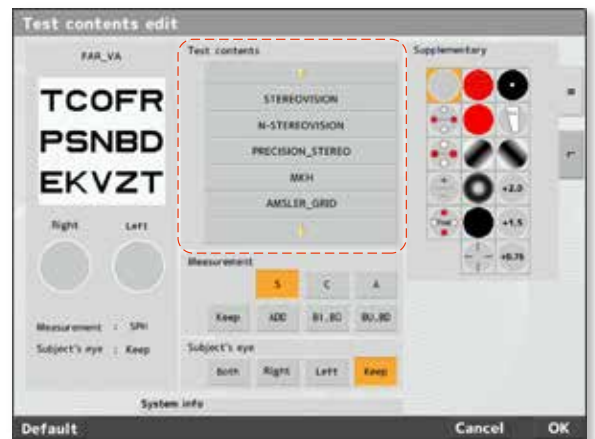 Test contents edit
FAR_VA
TCOFR
PSNBD
EKVZT
Right Left
Measurement : SPH
Subject's eye : Keep
Test contents
STEREOVISION
N-STEREOVISION
PRECISION_STEREO
MKH
AMSLER_GRID
Measurement
S C A
Keep ADD BI.BO BU.BD
Subject's eye
Both Right Left Keep
System info
Supplementary
R
L
+2.0
+1.5
+0.75
Default Cancel OK